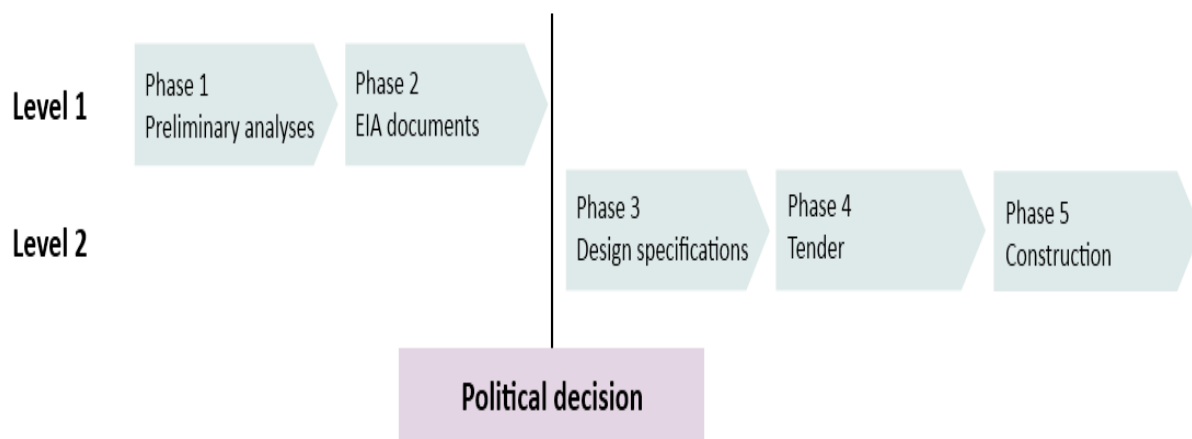 Level 1
Phase 1
Preliminary analyses
Phase 2
EIA documents
Level 2
Phase 3
Design specifications
Phase 4
Tender
Phase 5
Construction
Political decision